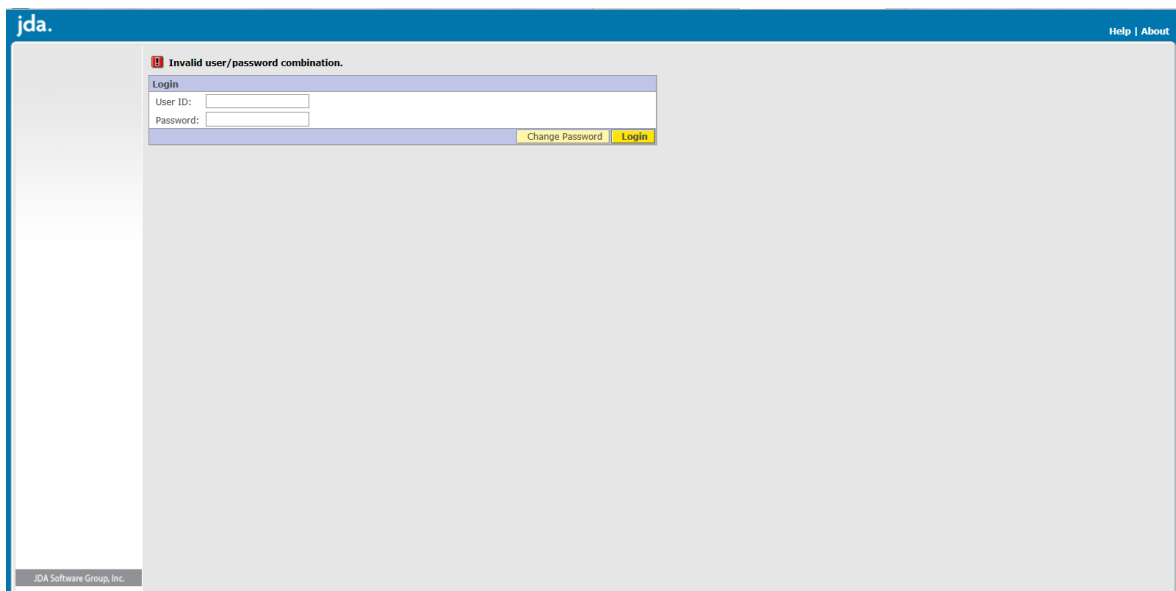 jda.
Help | About
Invalid user/password combination.
Login
User ID:
Password:
Change Password Login
JDA Software Group, Inc.